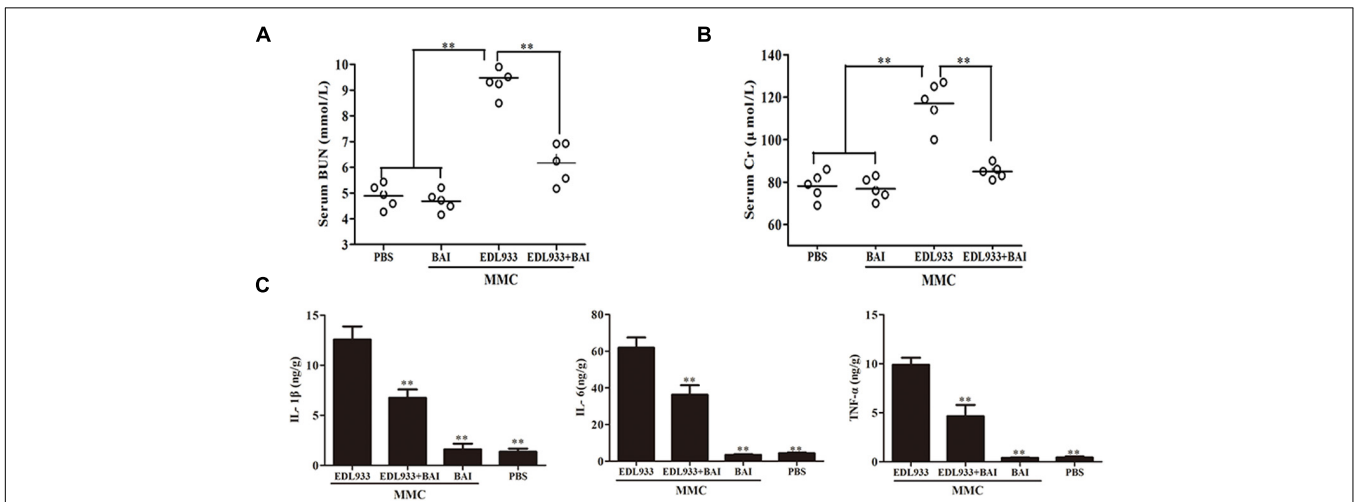 A
**
**
Serum BUN (mmol/L)
10
9
8
7
6
5
4
3
PBS
BAI
EDL933
EDL933+BAI
MMC
B
**
**
Serum Cr (μ mol/L)
140
120
100
80
60
PBS
BAI
EDL933
EDL933+BAI
MMC
C
IL- 1β (ng/g)
15
10
5
0
**
**
**
EDL933
EDL933+BAI
BAI
PBS
MMC
IL- 6(ng/g)
80
60
40
20
0
**
**
**
EDL933
EDL933+BAI
BAI
PBS
MMC
TNF-α (ng/g)
15
10
5
0
**
**
**
EDL933
EDL933+BAI
BAI
PBS
MMC